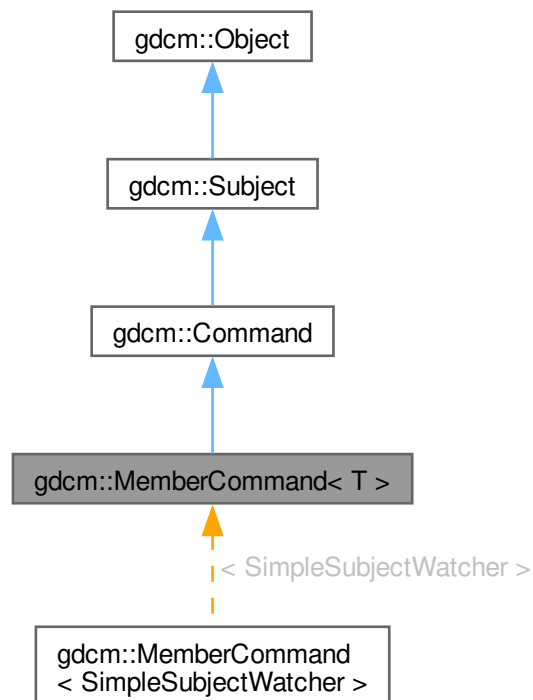 gdcm::Object
gdcm::Subject
gdcm::Command
gdcm::MemberCommand< T >
< SimpleSubjectWatcher >
gdcm::MemberCommand
< SimpleSubjectWatcher >